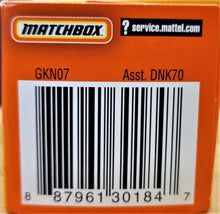 MATCHBOX
? service.mattel.com
GKN07 Asst. DNK70
8 87961 30184 7